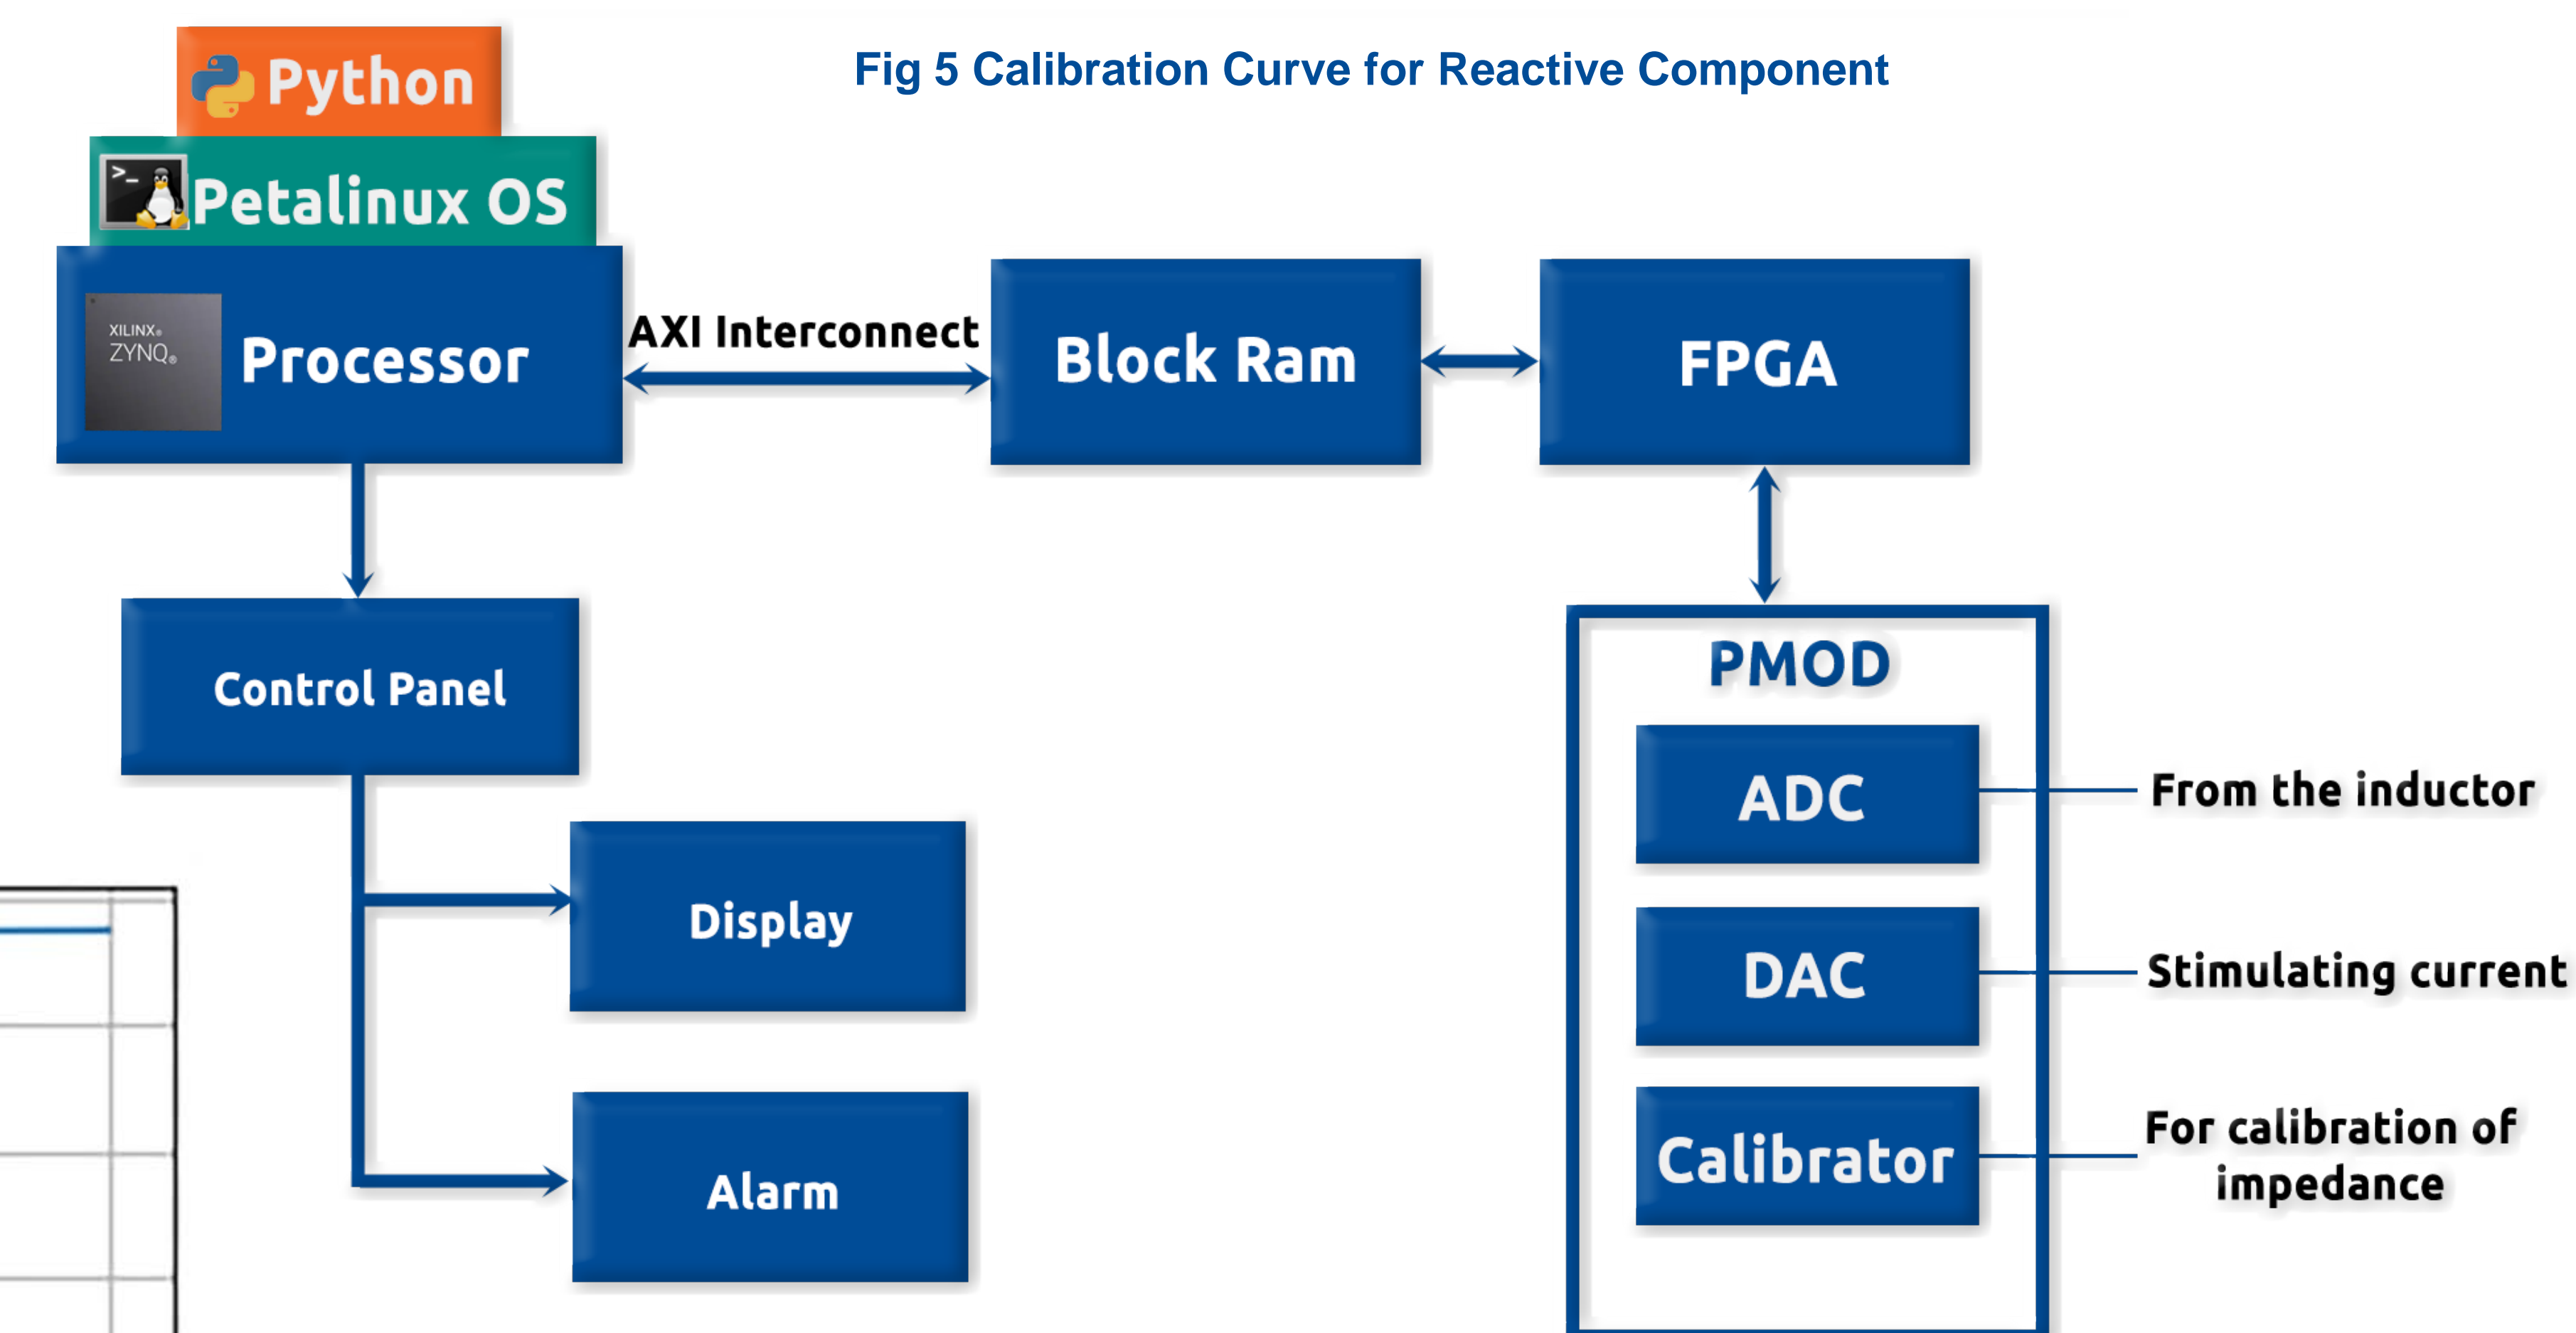 Fig 5 Calibration Curve for Reactive Component
Python
>_
Petalinux OS
XILINX®
ZYNQ®
Processor
AXI Interconnect
Block Ram
FPGA
Control Panel
PMOD
ADC
From the inductor
Display
DAC
Stimulating current
Calibrator
For calibration of
impedance
Alarm